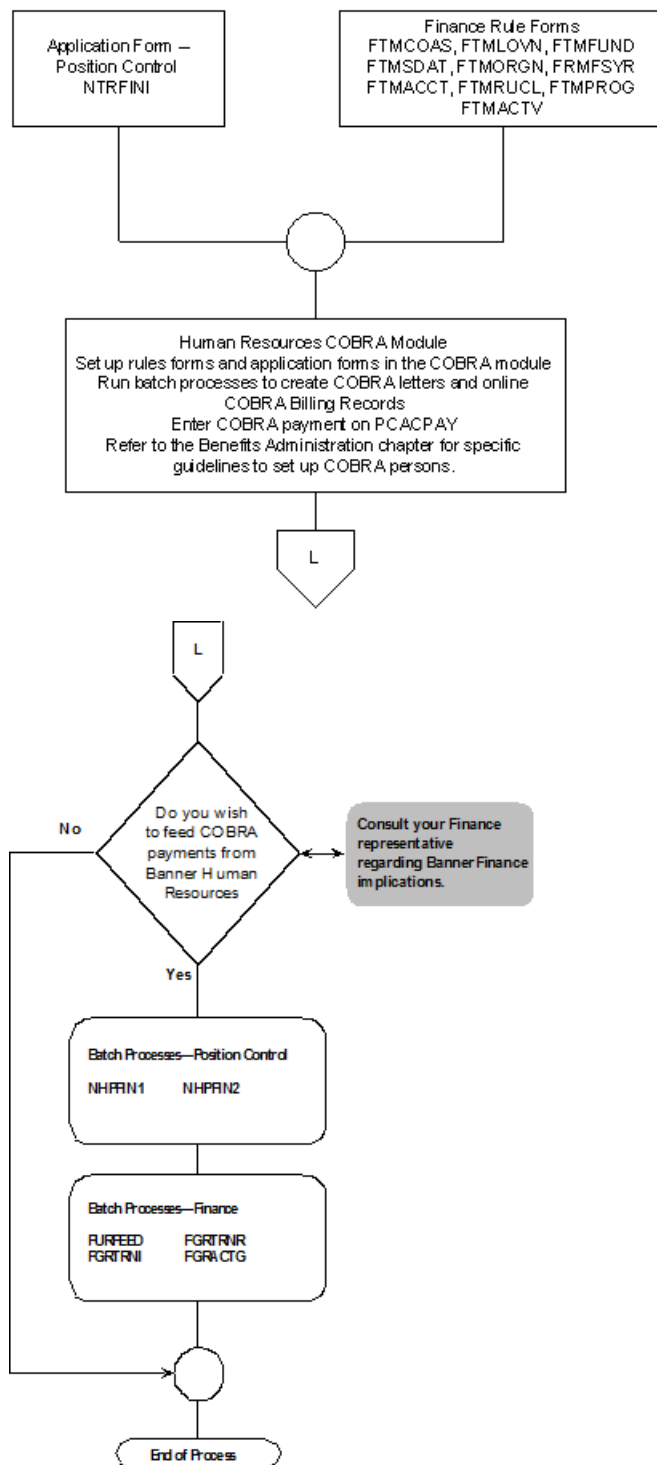 Application Form —
Position Control
NTRFINI
Finance Rule Forms
FTMCOAS, FTMLOVN, FTMFUND
FTMSDAT, FTMORGN, FRMFSYR
FTMACCT, FTMRUCL, FTMPROG
FTMACTV
Human Resources COBRA Module
Set up rules forms and application forms in the COBRA module
Run batch processes to create COBRA letters and online
COBRA Billing Records
Enter COBRA payment on PCACPAY
Refer to the Benefits Administration chapter for specific
guidelines to set up COBRA persons.
L
L
Do you wish
to feed COBRA
payments from
Banner Human
Resources
No
Consult your Finance
representative
regarding Banner Finance
implications.
Yes
Batch Processes—Position Control
NHPFIN1 NHPFIN2
Batch Processes—Finance
FURFEED FGRTRNR
FGRTRNI FGRACTG
End of Process